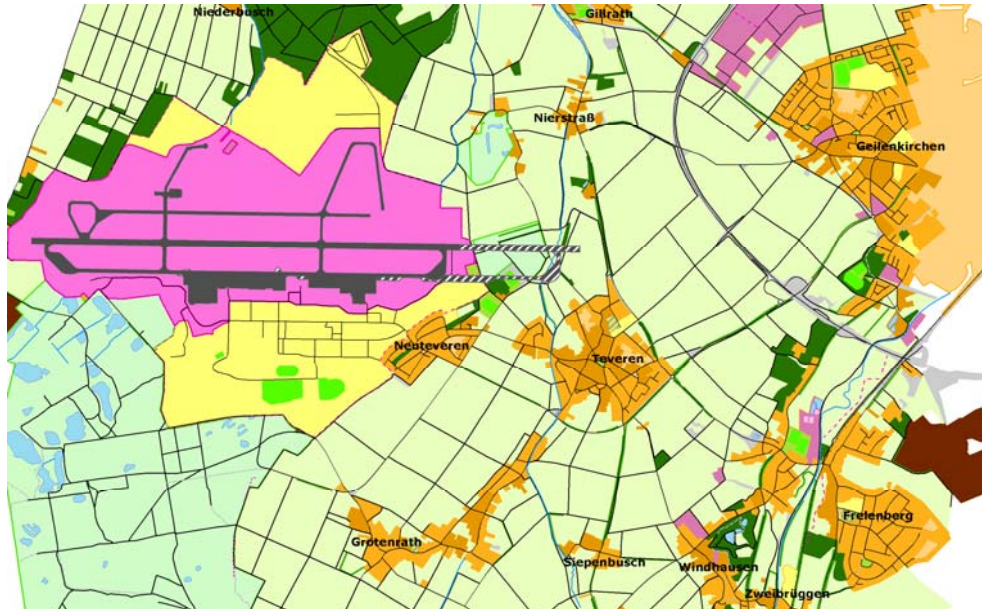 Niederbusch
Gillrath
Nierstraß
Geilenkirchen
Neuteveren
Teveren
Frelenberg
Grotenrath
Siepenbusch
Windhausen
Zweibrüggen